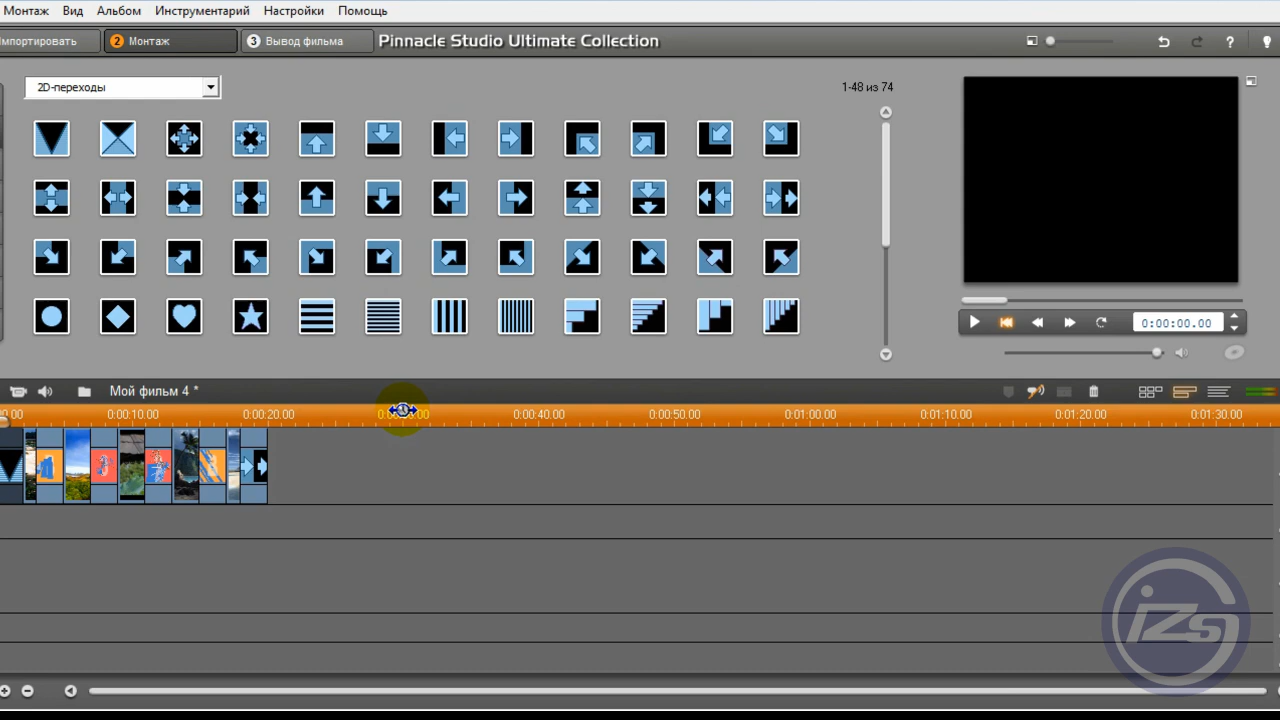 Монтаж Вид Альбом Инструментарий Настройки Помощь
мпортировать 2 Монтаж 3 Вывод фильма Pinnacle Studio Ultimate Collection ?
2D-переходы 1-48 из 74
0:00:00.00
Мой фильм 4 *
0:00:10.00 0:00:20.00 0:00:40.00 0:00:50.00 0:01:00.00 0:01:10.00 0:01:20.00 0:01:30.00
izs